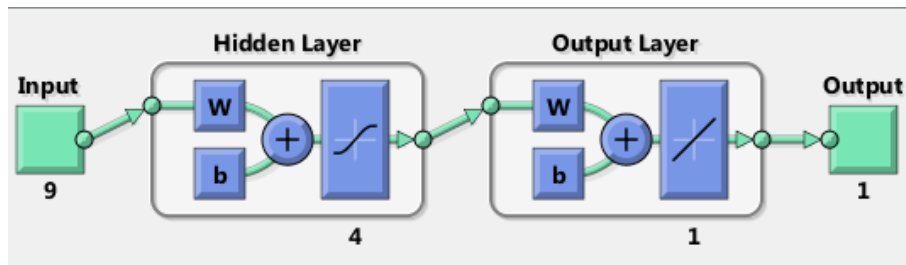 Hidden Layer
Output Layer
Input
Output
W
+
b
W
+
b
9
4
1
1